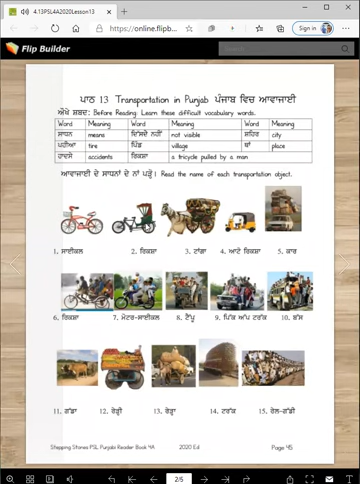 4.13PSL4A2020Lesson13
https://online.flipb...
Sign in
Flip Builder
Search
ਪਾਠ 13 Transportation in Punjab ਪੰਜਾਬ ਵਿਚ ਆਵਾਜਾਈ
ਔਖੇ ਸ਼ਬਦ: Before Reading: Learn these difficult vocabulary words.
Word Meaning Word Meaning Word Meaning
ਸਾਧਨ means ਦਿੱਸਦੇ ਨਹੀਂ not visible ਸ਼ਹਿਰ city
ਪਹੀਆ tire ਪਿੰਡ village ਥਾਂ place
ਹਾਦਸੇ accidents ਰਿਕਸ਼ਾ a tricycle pulled by a man
ਆਵਾਜਾਈ ਦੇ ਸਾਧਨਾਂ ਦੇ ਨਾਂ ਪੜ੍ਹੋ। Read the name of each transportation object.
1. ਸਾਈਕਲ 2. ਰਿਕਸ਼ਾ 3. ਟਾਂਗਾ 4. ਆਟੋ ਰਿਕਸ਼ਾ 5. ਕਾਰ
6. ਰਿਕਸ਼ਾ 7. ਮੋਟਰ-ਸਾਈਕਲ 8. ਟੈਂਪੂ 9. ਪਿੱਕ ਅੱਪ ਟਰੱਕ 10. ਬੱਸ
11. ਗੱਡਾ 12. ਰੇੜ੍ਹੀ 13. ਰੇੜ੍ਹਾ 14. ਟਰੱਕ 15. ਰੇਲ-ਗੱਡੀ
Stepping Stones PSL Punjabi Reader Book 4A 2020 Ed Page 45
2/5